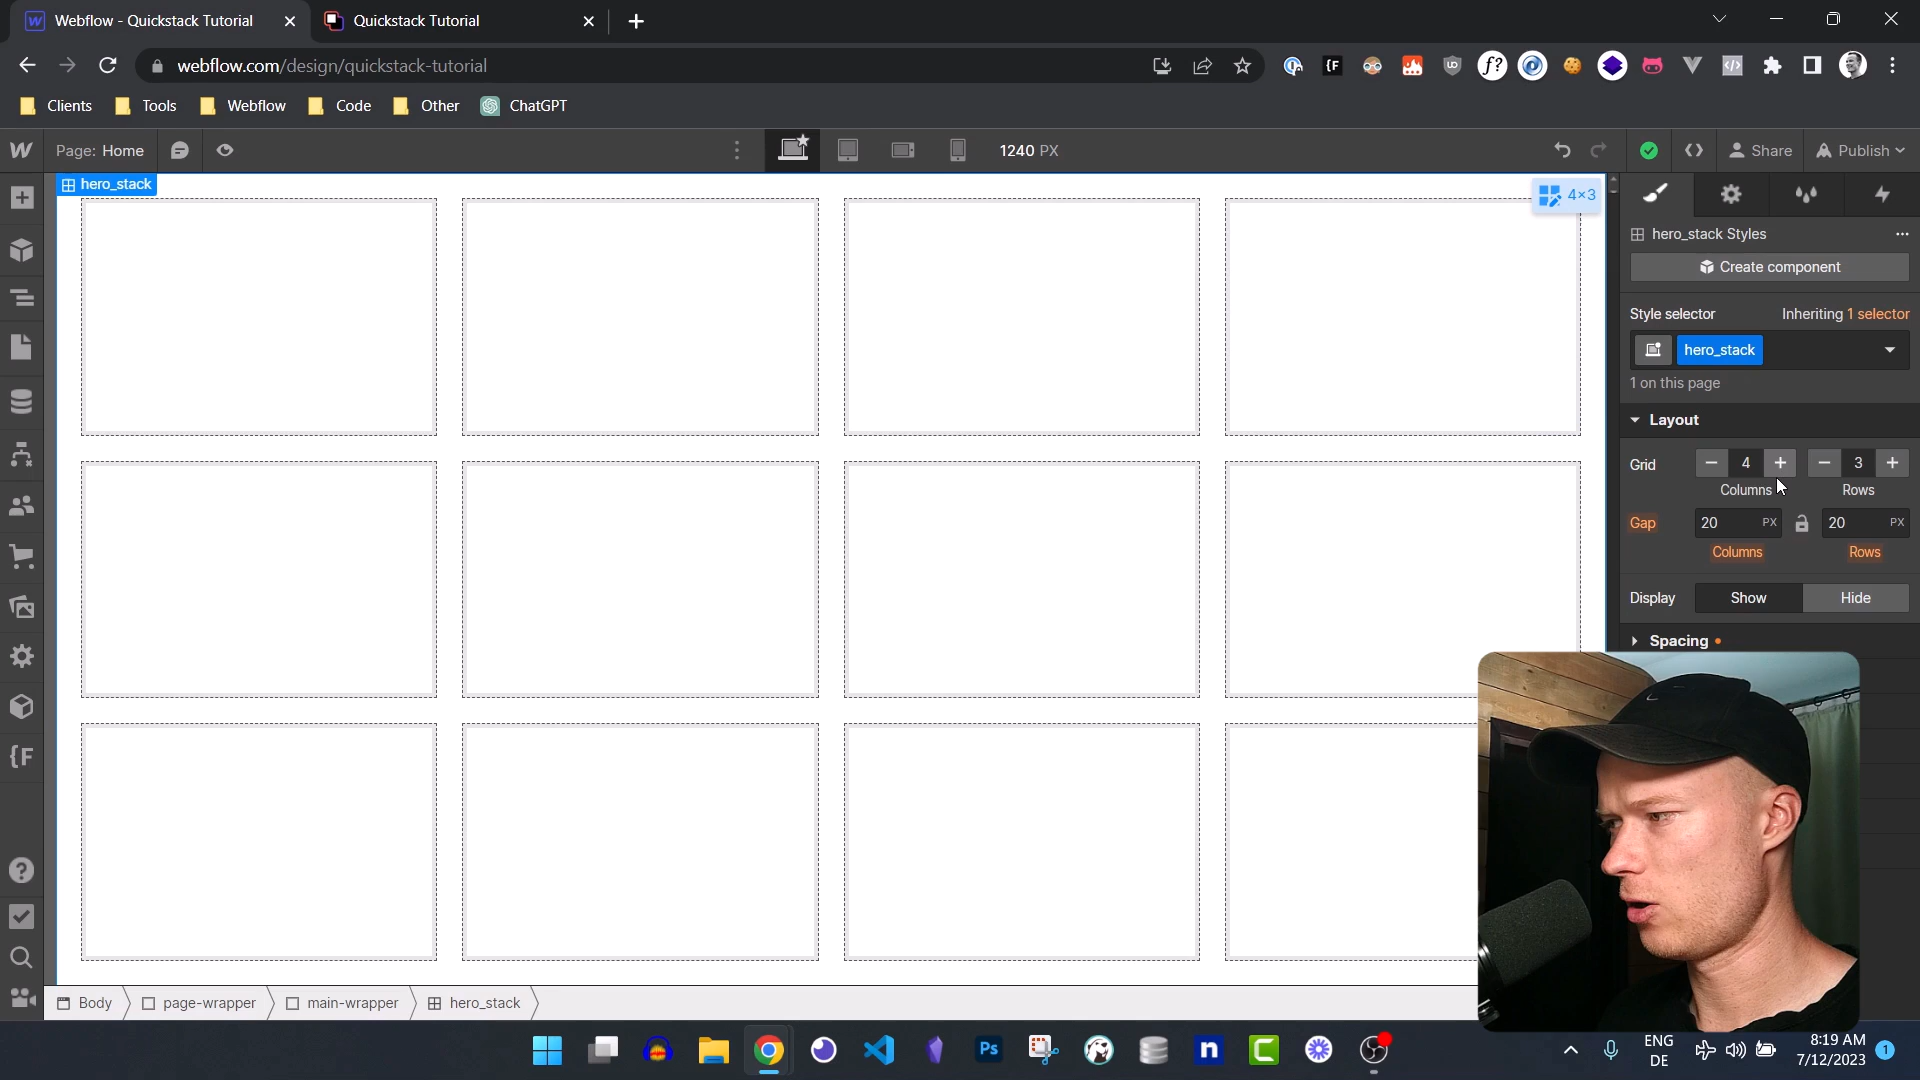 Webflow - Quickstack Tutorial
Quickstack Tutorial
webflow.com/design/quickstack-tutorial
Clients
Tools
Webflow
Code
Other
ChatGPT
Page: Home
1240 PX
Share
Publish
hero_stack
4×3
hero_stack Styles
Create component
Style selector
Inheriting 1 selector
hero_stack
1 on this page
Layout
Grid
4
3
Columns
Rows
Gap
20 PX
20 PX
Columns
Rows
Display
Show
Hide
Spacing
Body
page-wrapper
main-wrapper
hero_stack
Ps
ENG
DE
8:19 AM
7/12/2023
1